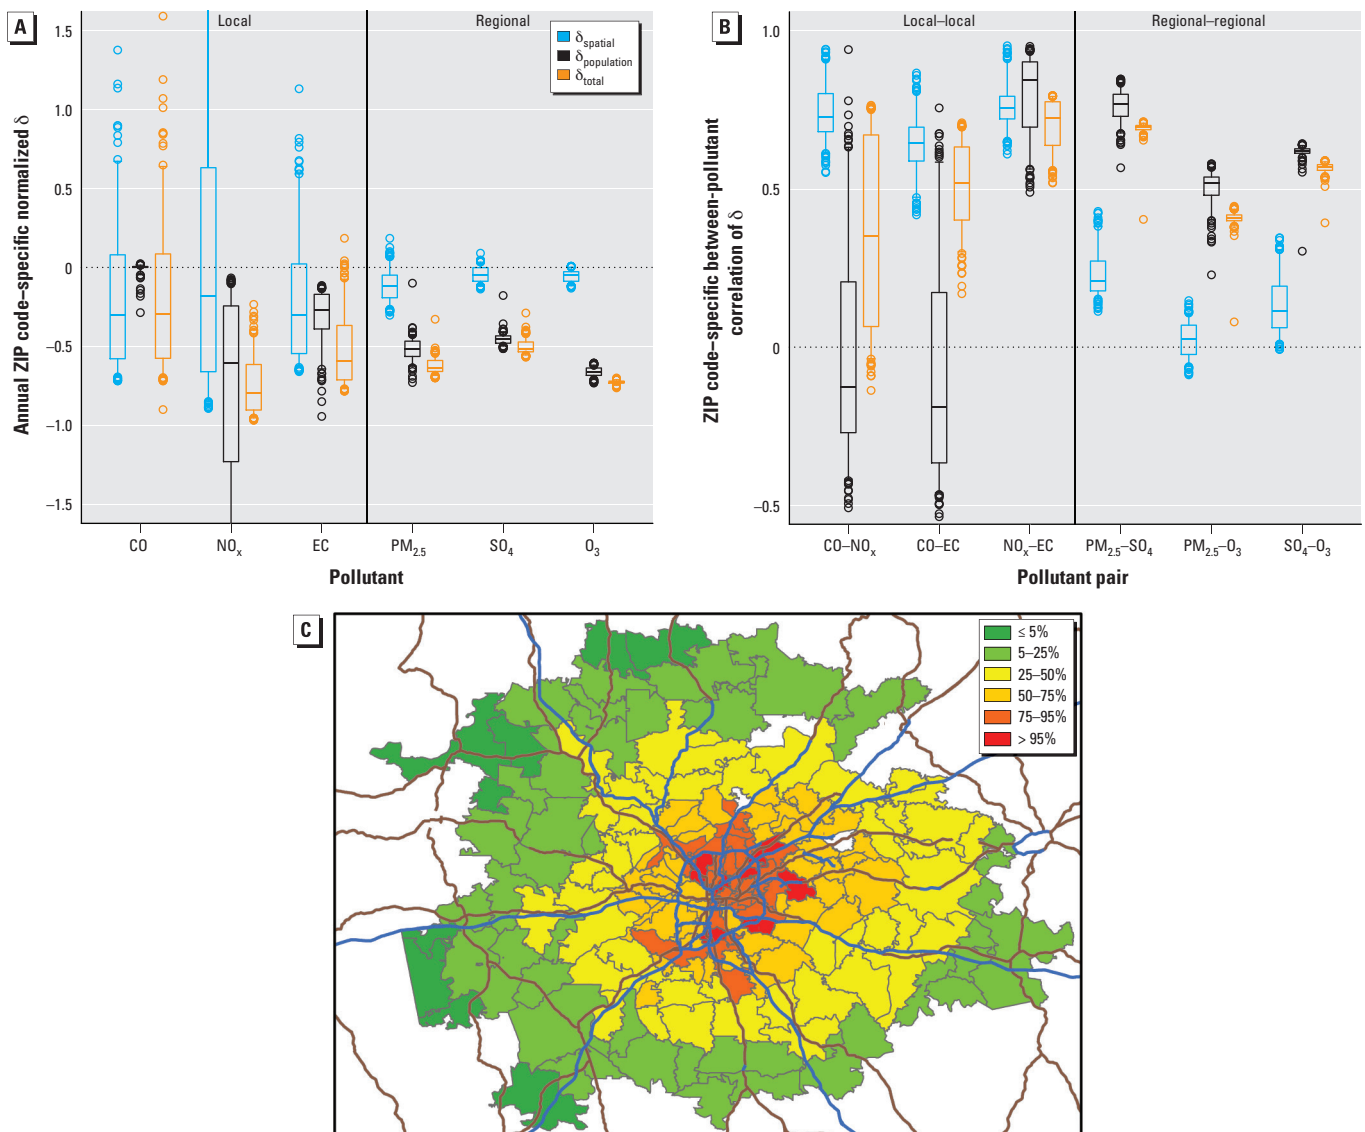 A
Local
Regional
δspatial
δpopulation
δtotal
Annual ZIP code–specific normalized δ
1.5
1.0
0.5
0
–0.5
–1.0
–1.5
CO
NOx
EC
PM2.5
SO4
O3
Pollutant
B
Local–local
Regional–regional
ZIP code–specific between-pollutant
correlation of δ
1.0
0.5
0
–0.5
CO–NOx
CO–EC
NOx–EC
PM2.5–SO4
PM2.5–O3
SO4–O3
Pollutant pair
C
≤ 5%
5–25%
25–50%
50–75%
75–95%
> 95%